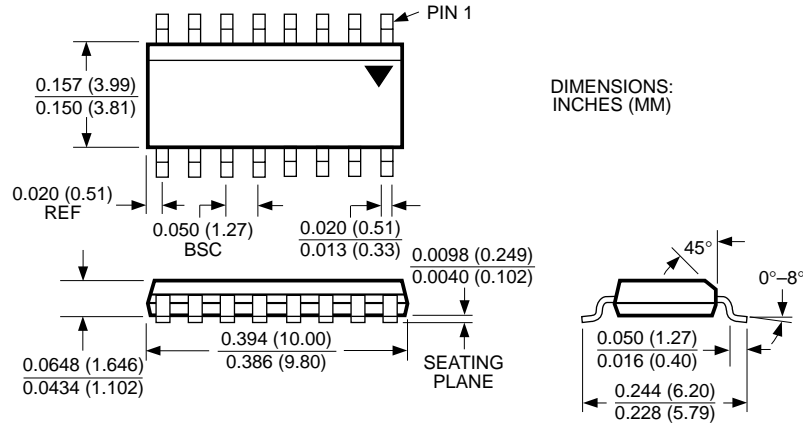 PIN 1
0.157 (3.99)
0.150 (3.81)
DIMENSIONS:
INCHES (MM)
0.020 (0.51)
REF
0.050 (1.27)
BSC
0.020 (0.51)
0.013 (0.33)
0.0098 (0.249)
0.0040 (0.102)
45°
0°–8°
0.0648 (1.646)
0.0434 (1.102)
0.394 (10.00)
0.386 (9.80)
SEATING
PLANE
0.050 (1.27)
0.016 (0.40)
0.244 (6.20)
0.228 (5.79)